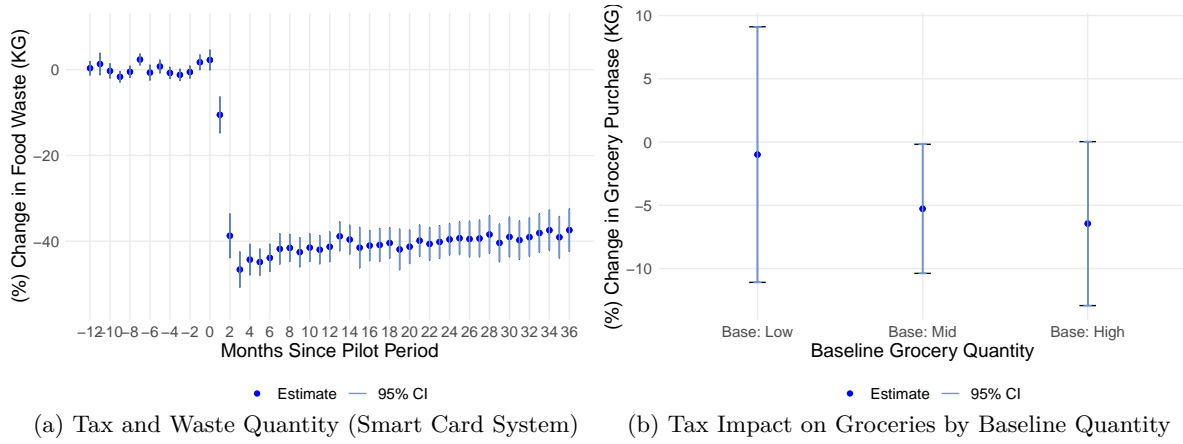 (%) Change in Food Waste (KG)
0
−20
−40
−12−10−8 −6 −4 −2 0 2 4 6 8 10 12 14 16 18 20 22 24 26 28 30 32 34 36
Months Since Pilot Period
Estimate 95% CI
(a) Tax and Waste Quantity (Smart Card System)
(%) Change in Grocery Purchase (KG)
10
5
0
−5
−10
Base: Low Base: Mid Base: High
Baseline Grocery Quantity
Estimate 95% CI
(b) Tax Impact on Groceries by Baseline Quantity